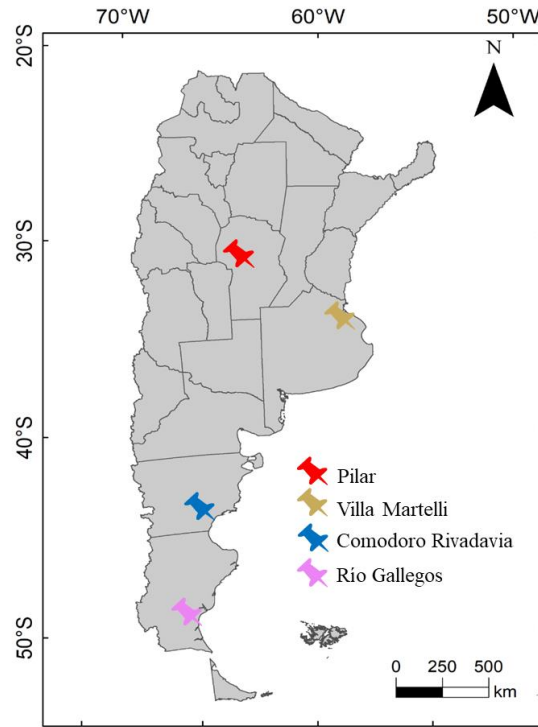 70°W 60°W 50°W
20°S
N
30°S
40°S
Pilar
Villa Martelli
Comodoro Rivadavia
Río Gallegos
50°S
0 250 500
km